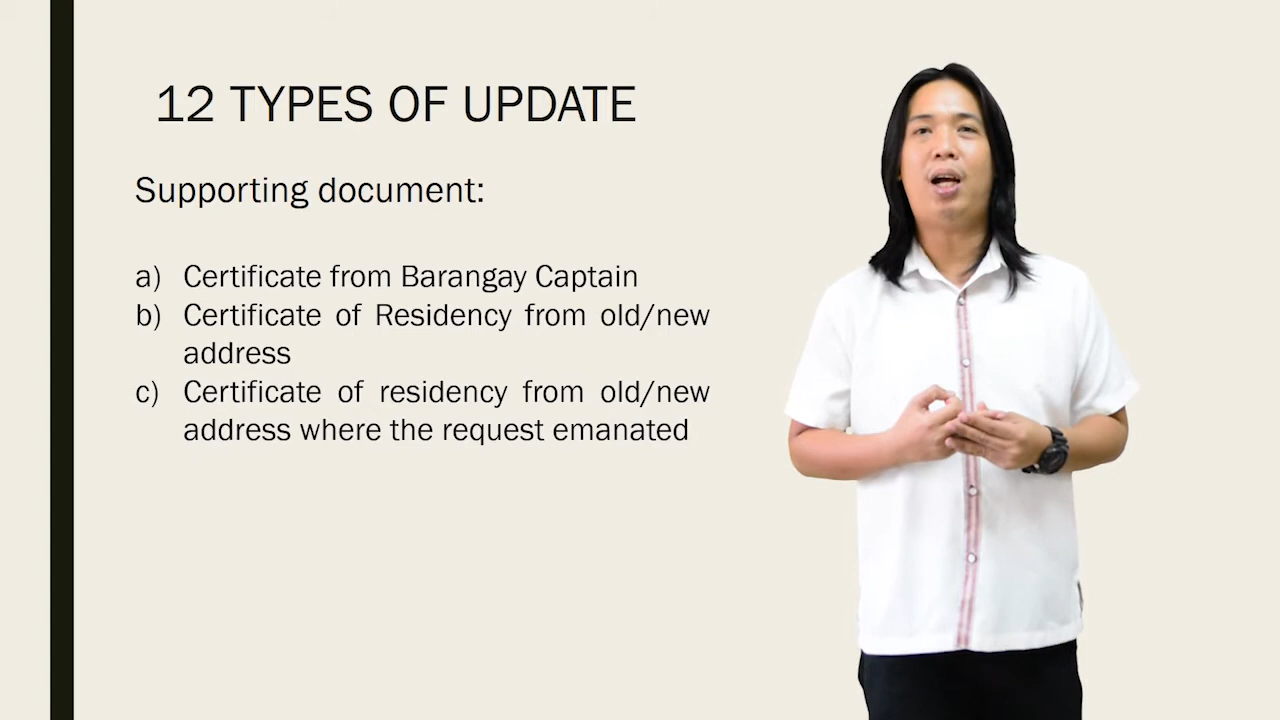 12 TYPES OF UPDATE
Supporting document:
a) Certificate from Barangay Captain
b) Certificate of Residency from old/new
address
c) Certificate of residency from old/new
address where the request emanated